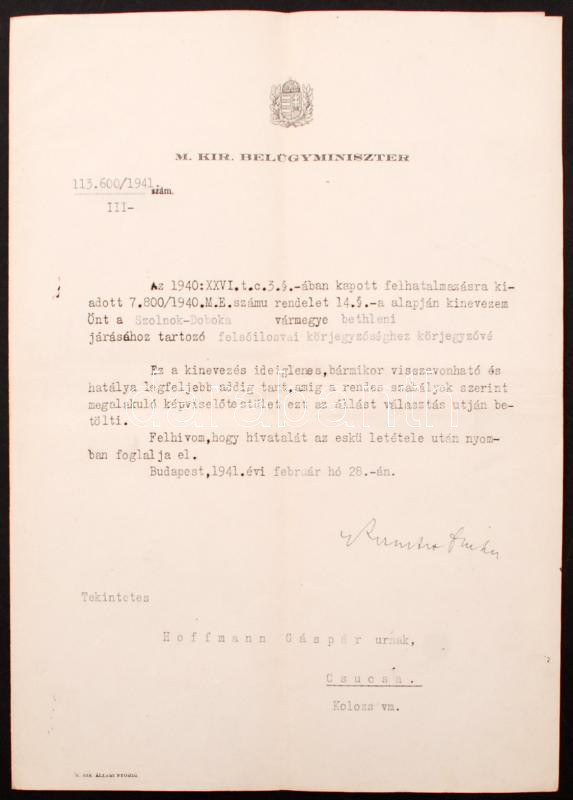 M. KIR. BELÜGYMINISZTER
113.600/1941. szám.
III-
Az 1940:XXVI.t.c.3.§.-ában kapott felhatalmazásra ki-
adott 7.800/1940.M.E.számu rendelet 14.§.-a alapján kinevezem
Önt a Szolnok-Doboka vármegye bethleni
járásához tartozó felsőilosvai körjegyzőséghez körjegyzővé
Ez a kinevezés ideiglenes,bármikor visszavonható és
hatálya legfeljebb addig tart,amig a rendes szabályok szerint
megalakuló képviselőtestület ezt az állást választás utján be-
tölti.
Felhivom,hogy hivatalát az eskü letétele után nyom-
ban foglalja el.
Budapest,1941.évi február hó 28.-án.
Tekintetes
Hoffmann Gáspár urnak,
Csucsa.
Kolozs vm.
M. KIR. ÁLLAMI NYOMDA
darabanth